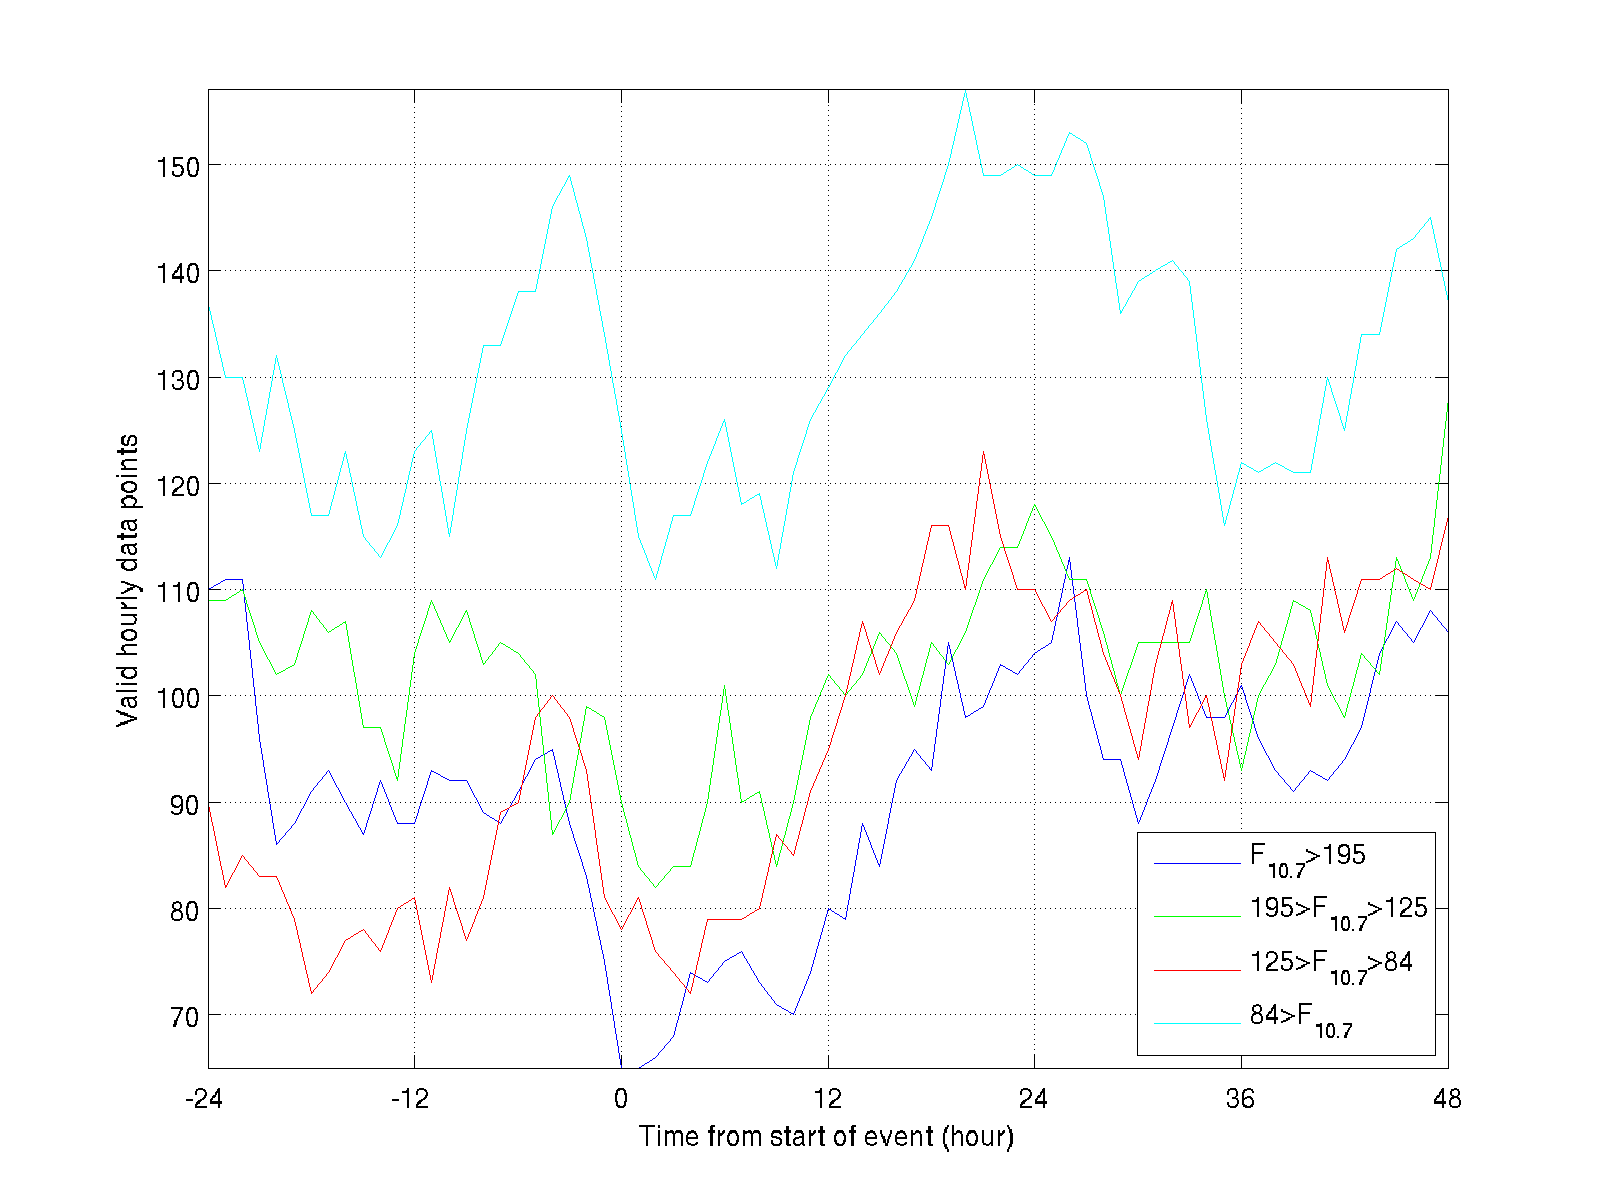 150
140
130
120
110
100
90
80
70
Valid hourly data points
-24 -12 0 12 24 36 48
Time from start of event (hour)
F10.7>195
195>F10.7>125
125>F10.7>84
84>F10.7